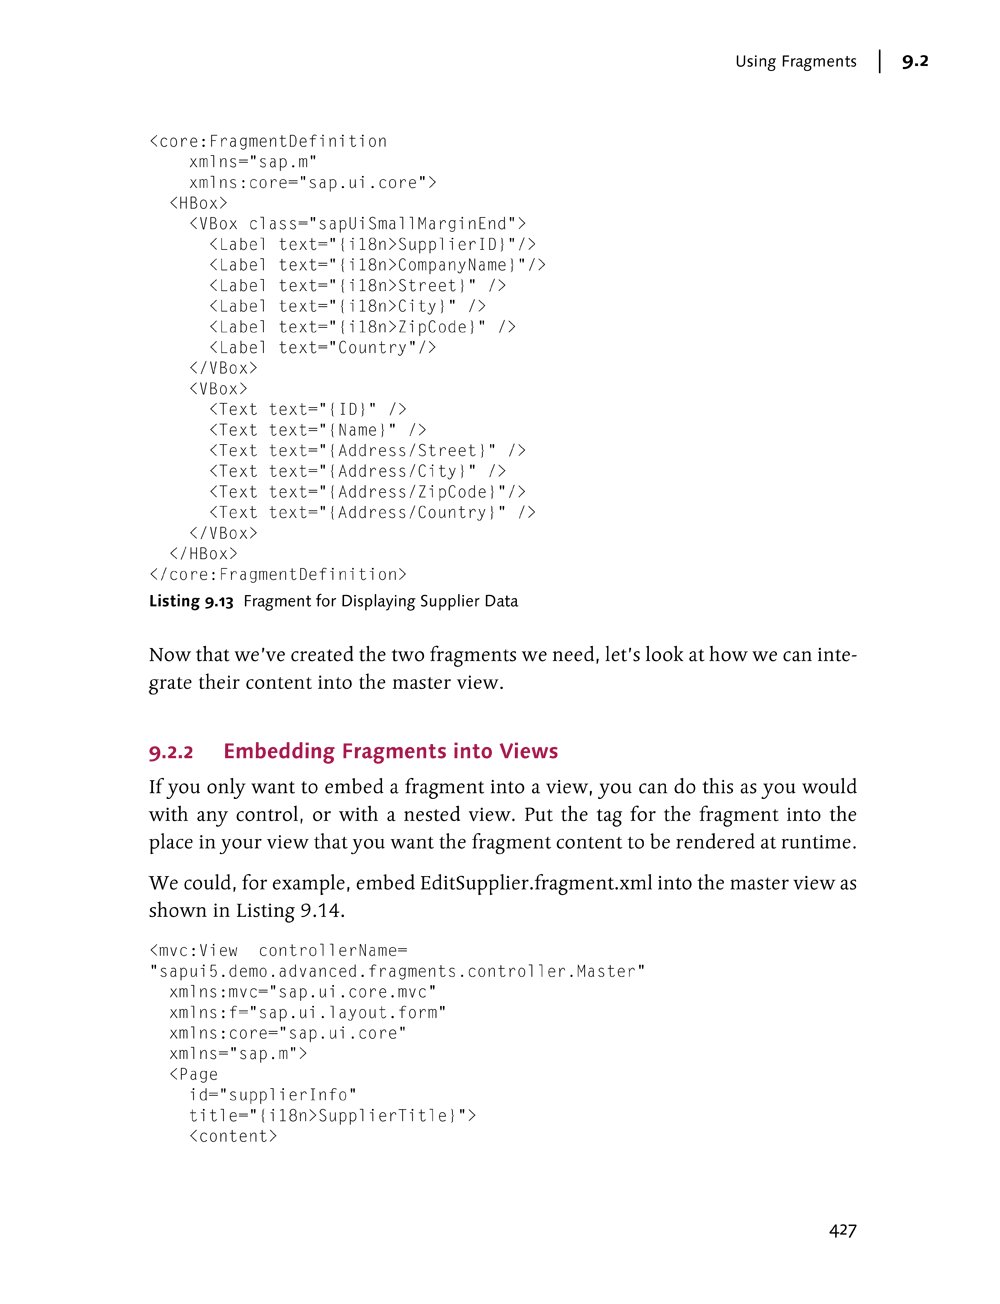 Using Fragments | 9.2
<core:FragmentDefinition
    xmlns="sap.m"
    xmlns:core="sap.ui.core">
  <HBox>
    <VBox class="sapUiSmallMarginEnd">
      <Label text="{i18n>SupplierID}"/>
      <Label text="{i18n>CompanyName}"/>
      <Label text="{i18n>Street}" />
      <Label text="{i18n>City}" />
      <Label text="{i18n>ZipCode}" />
      <Label text="Country"/>
    </VBox>
    <VBox>
      <Text text="{ID}" />
      <Text text="{Name}" />
      <Text text="{Address/Street}" />
      <Text text="{Address/City}" />
      <Text text="{Address/ZipCode}"/>
      <Text text="{Address/Country}" />
    </VBox>
  </HBox>
</core:FragmentDefinition>
Listing 9.13 Fragment for Displaying Supplier Data
Now that we've created the two fragments we need, let's look at how we can inte-
grate their content into the master view.
9.2.2 Embedding Fragments into Views
If you only want to embed a fragment into a view, you can do this as you would
with any control, or with a nested view. Put the tag for the fragment into the
place in your view that you want the fragment content to be rendered at runtime.
We could, for example, embed EditSupplier.fragment.xml into the master view as
shown in Listing 9.14.
<mvc:View  controllerName=
"sapui5.demo.advanced.fragments.controller.Master"
  xmlns:mvc="sap.ui.core.mvc"
  xmlns:f="sap.ui.layout.form"
  xmlns:core="sap.ui.core"
  xmlns="sap.m">
  <Page
    id="supplierInfo"
    title="{i18n>SupplierTitle}">
    <content>
427